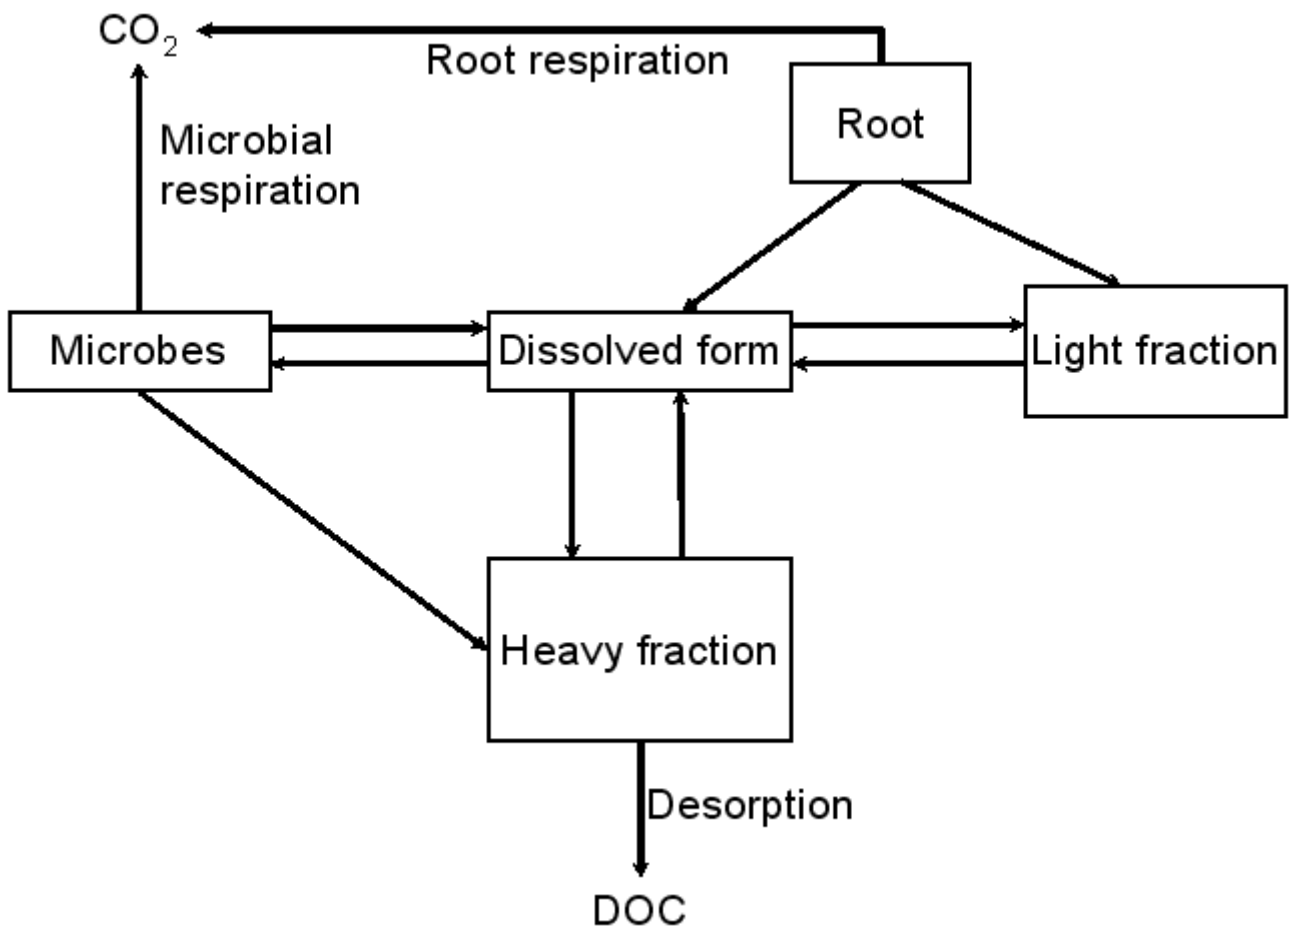 CO₂
Root respiration
Root
Microbial
respiration
Microbes
Dissolved form
Light fraction
Heavy fraction
Desorption
DOC